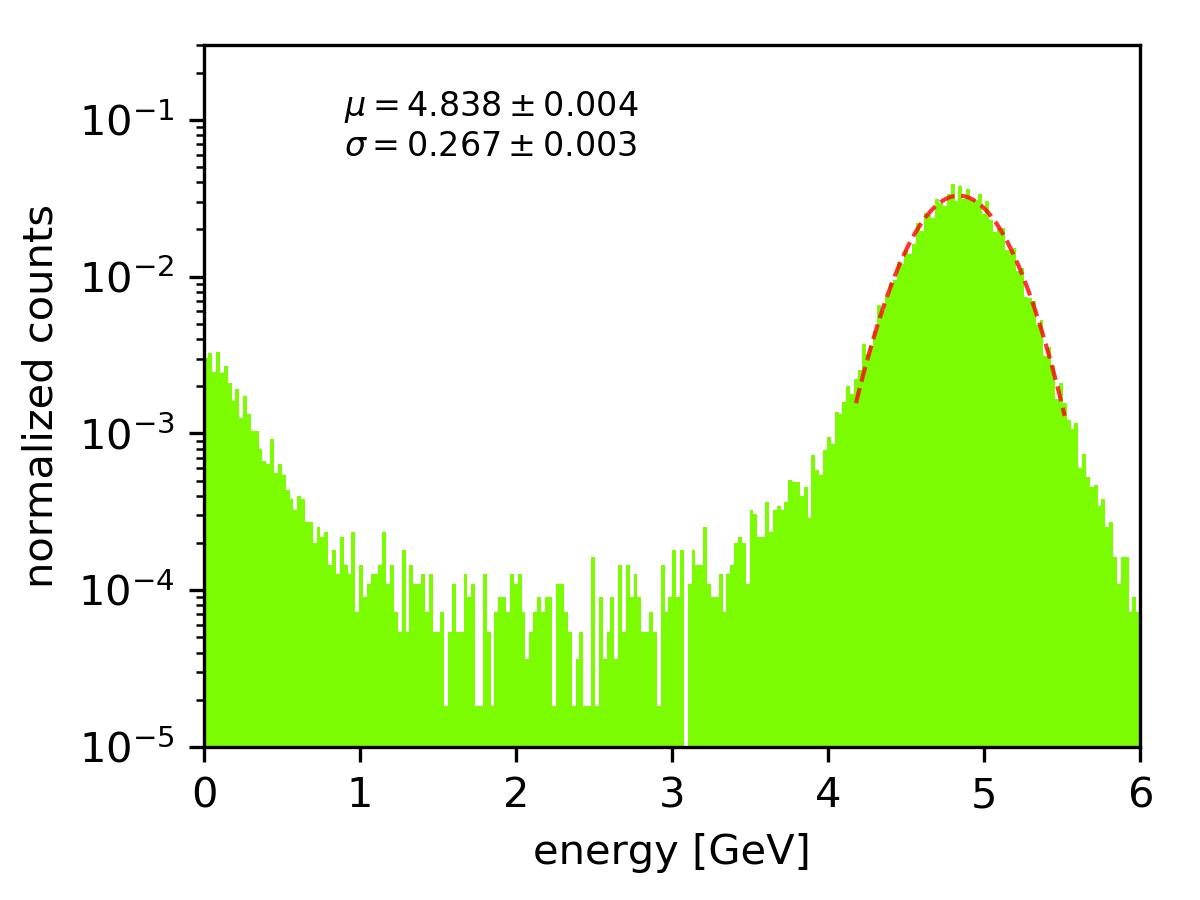 μ = 4.838 ± 0.004
σ = 0.267 ± 0.003
10⁻¹
10⁻²
10⁻³
10⁻⁴
10⁻⁵
normalized counts
0 1 2 3 4 5 6
energy [GeV]